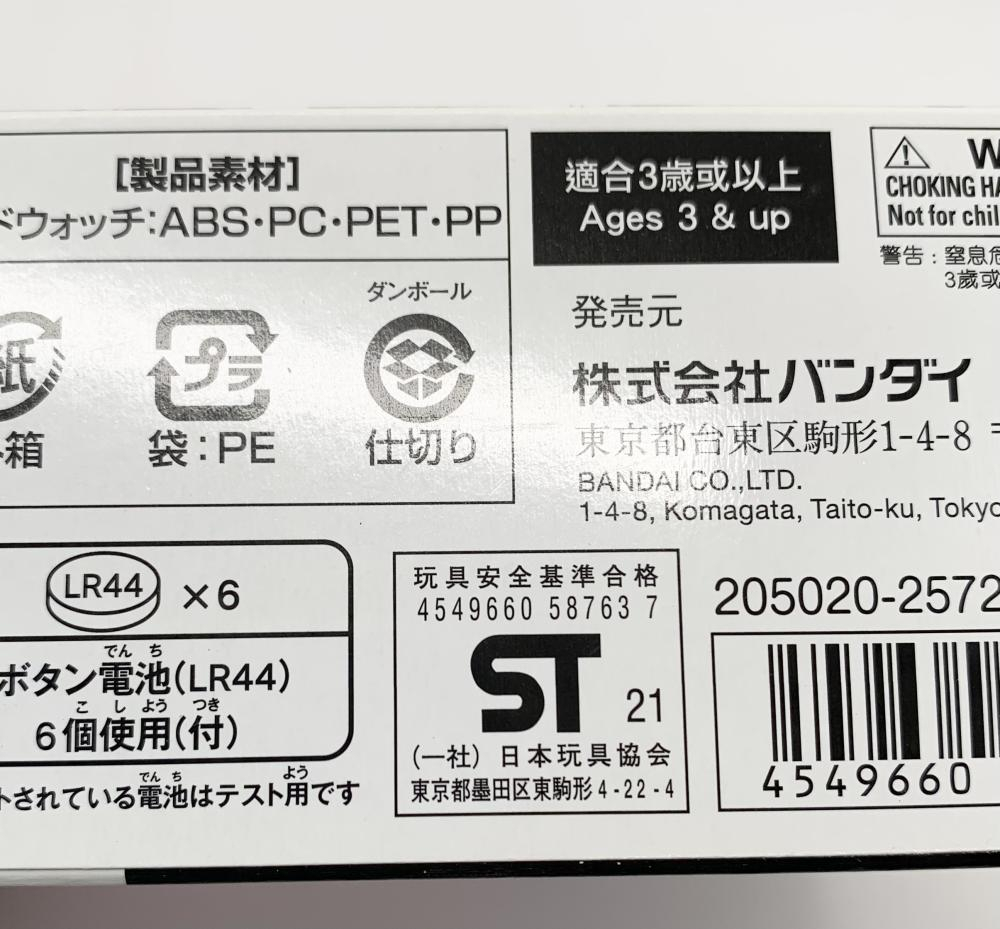 [製品素材]
ドウォッチ:ABS・PC・PET・PP
紙
箱
プラ
袋:PE
ダンボール
仕切り
LR44 ×6
でん ち
ボタン電池(LR44)
こ し よう つき
6個使用(付)
でん ち よう
トされている電池はテスト用です
適合3歳或以上
Ages 3 & up
CHOKING HA
Not for chil
警告:窒息危
3歲或
発売元
株式会社バンダイ
東京都台東区駒形1-4-8 〒
BANDAI CO.,LTD.
1-4-8, Komagata, Taito-ku, Tokyo
玩具安全基準合格
4549660 58763 7
ST 21
(一社) 日本玩具協会
東京都墨田区東駒形4-22-4
205020-2572
4549660